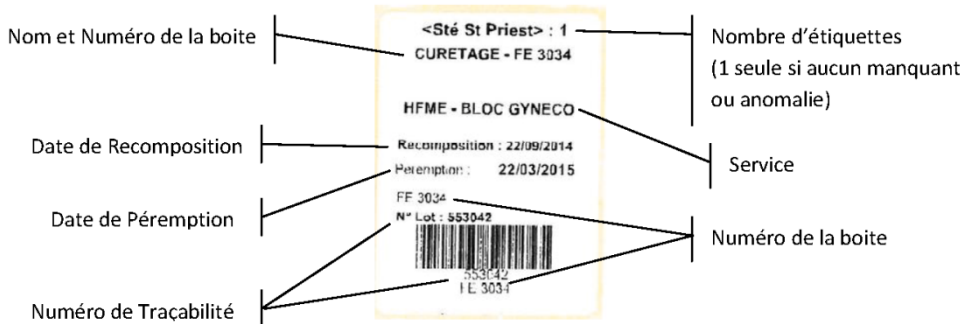 Nom et Numéro de la boite
Date de Recomposition
Date de Péremption
Numéro de Traçabilité
<Sté St Priest> : 1
CURETAGE - FE 3034
HFME - BLOC GYNECO
Recomposition : 22/09/2014
Peremption : 22/03/2015
FE 3034
N° Lot : 553042
553042
FE 3034
Nombre d'étiquettes
(1 seule si aucun manquant
ou anomalie)
Service
Numéro de la boite